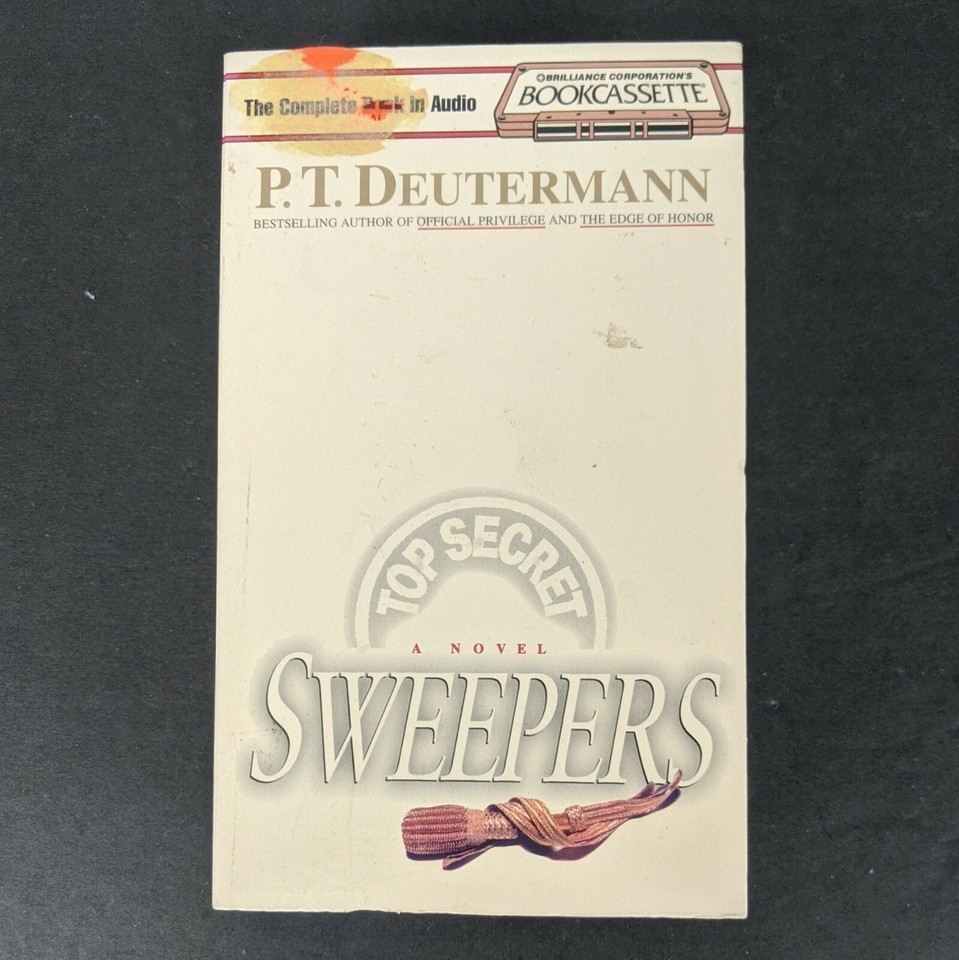 The Complete Book in Audio
BRILLIANCE CORPORATION'S
BOOKCASSETTE®
P.T. DEUTERMANN
BESTSELLING AUTHOR OF OFFICIAL PRIVILEGE AND THE EDGE OF HONOR
TOP SECRET
A NOVEL
SWEEPERS